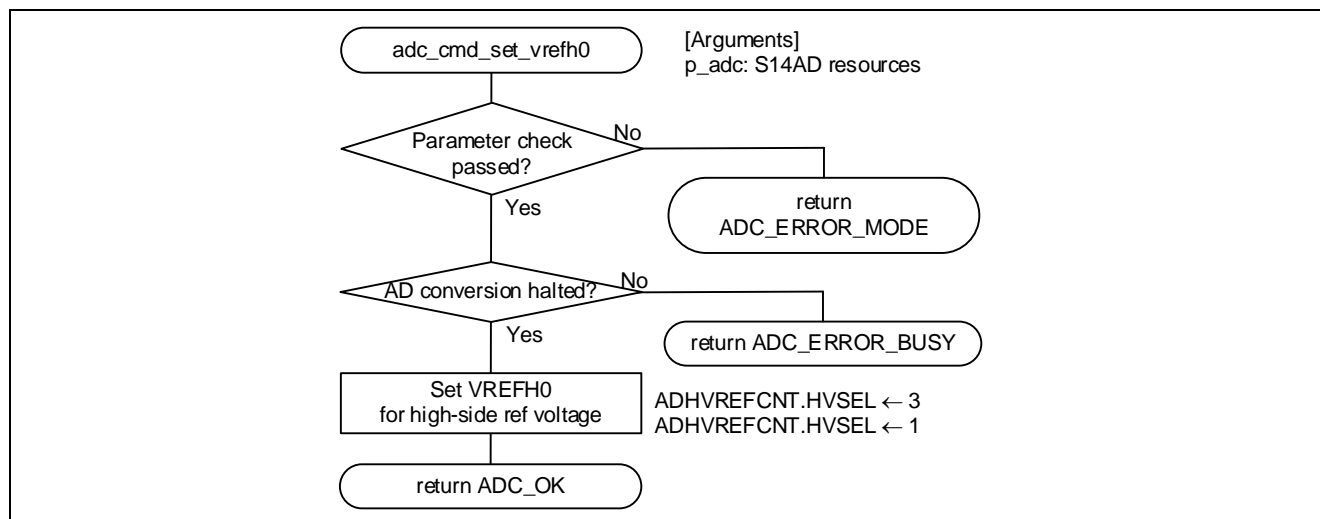 adc_cmd_set_vrefh0
[Arguments]
p_adc: S14AD resources
Parameter check
passed?
No
Yes
return
ADC_ERROR_MODE
AD conversion halted?
No
Yes
return ADC_ERROR_BUSY
Set VREFH0
for high-side ref voltage
ADHVREFCNT.HVSEL ← 3
ADHVREFCNT.HVSEL ← 1
return ADC_OK